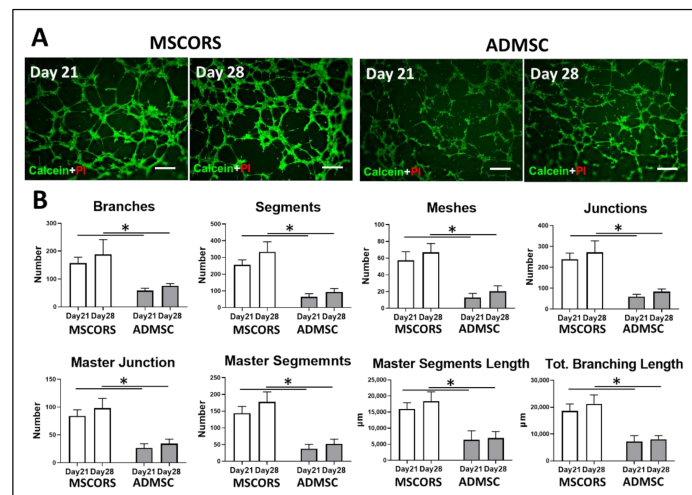 A
MSCORS
ADMSC
Day 21
Day 28
Day 21
Day 28
Calcein+PI
Calcein+PI
Calcein+PI
Calcein+PI
B
Branches
Segments
Meshes
Junctions
Number
300
200
100
0
*
Day21 Day28 Day21 Day28
MSCORS ADMSC
Number
500
400
300
200
100
0
*
Day21 Day28 Day21 Day28
MSCORS ADMSC
Number
100
80
60
40
20
0
*
Day21 Day28 Day21 Day28
MSCORS ADMSC
Number
400
300
200
100
0
*
Day21 Day28 Day21 Day28
MSCORS ADMSC
Master Junction
Master Segmemnts
Master Segments Length
Tot. Branching Length
Number
150
100
50
0
*
Day21 Day28 Day21 Day28
MSCORS ADMSC
Number
250
200
150
100
50
0
*
Day21 Day28 Day21 Day28
MSCORS ADMSC
µm
25,000
20,000
15,000
10,000
5,000
0
*
Day21 Day28 Day21 Day28
MSCORS ADMSC
µm
30,000
20,000
10,000
0
*
Day21 Day28 Day21 Day28
MSCORS ADMSC